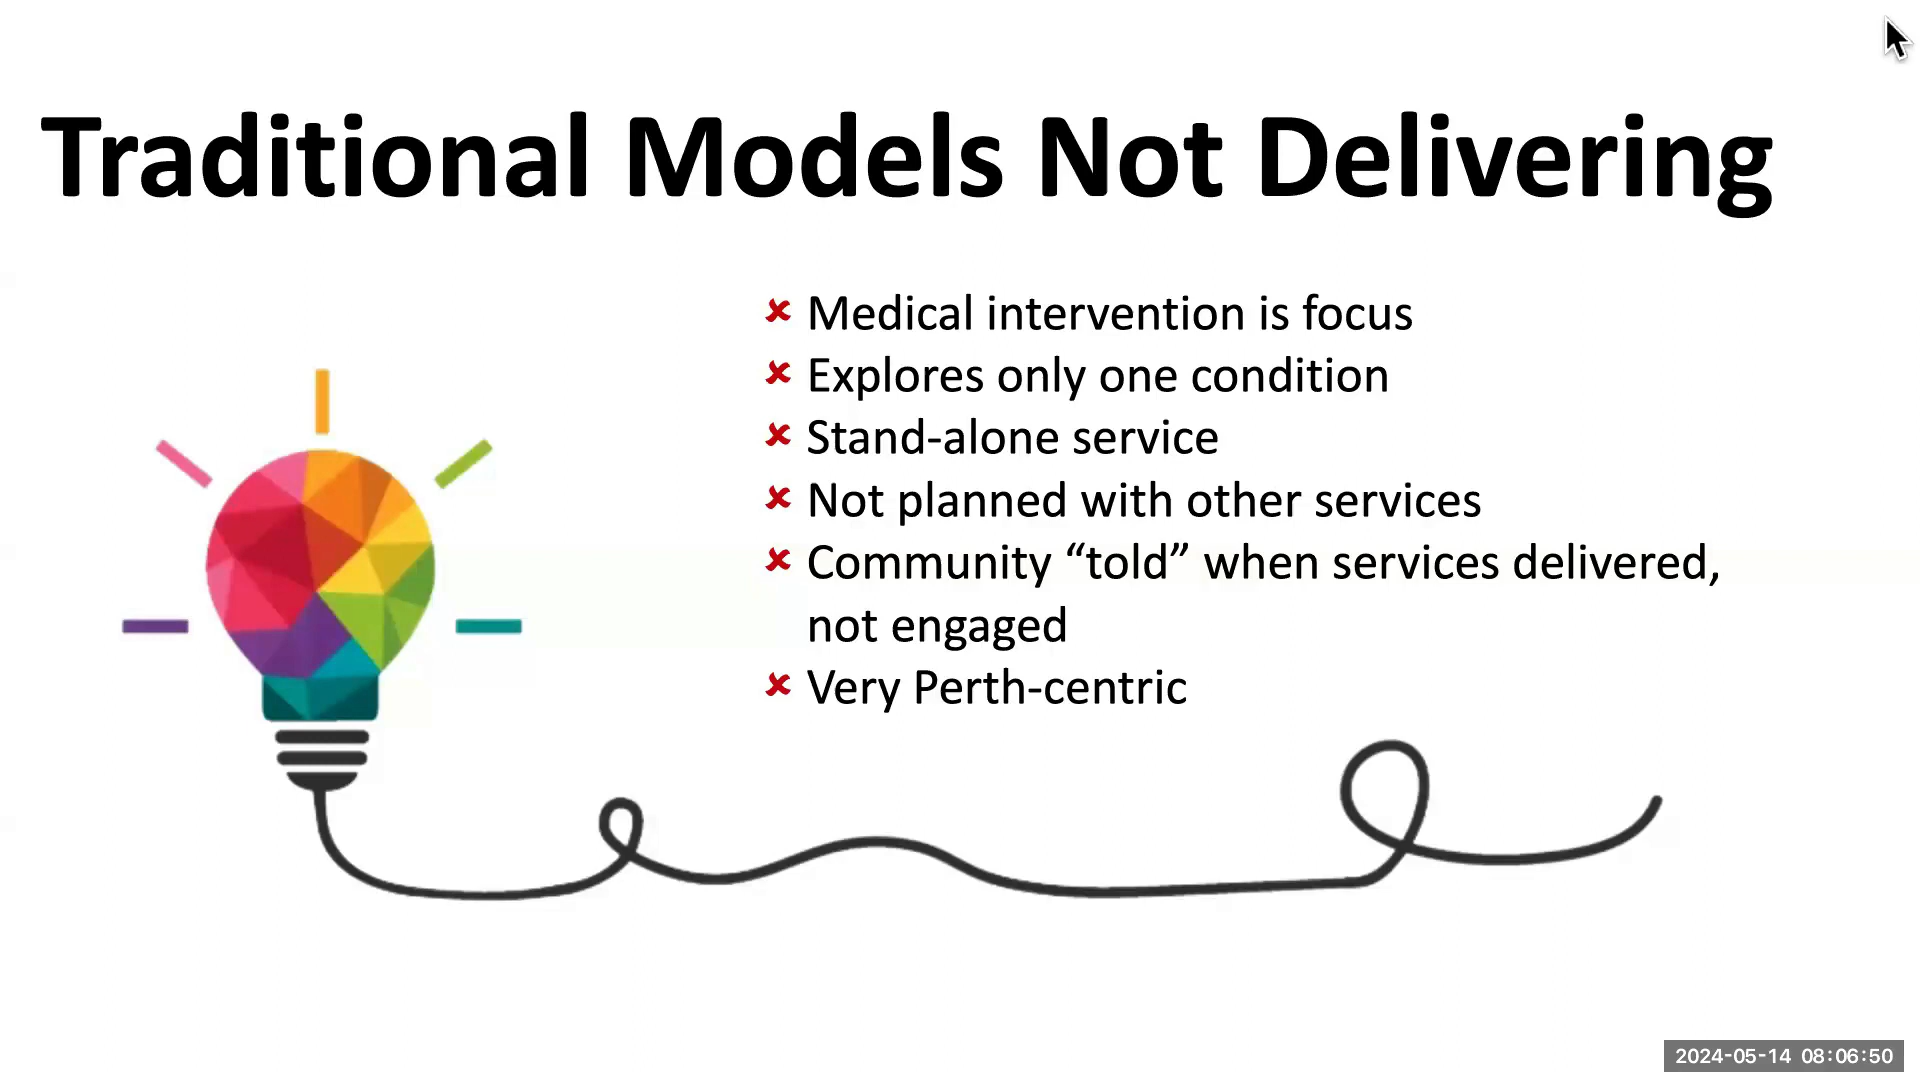 Traditional Models Not Delivering
✘ Medical intervention is focus
✘ Explores only one condition
✘ Stand-alone service
✘ Not planned with other services
✘ Community “told” when services delivered,
not engaged
✘ Very Perth-centric
2024-05-14 08:06:50